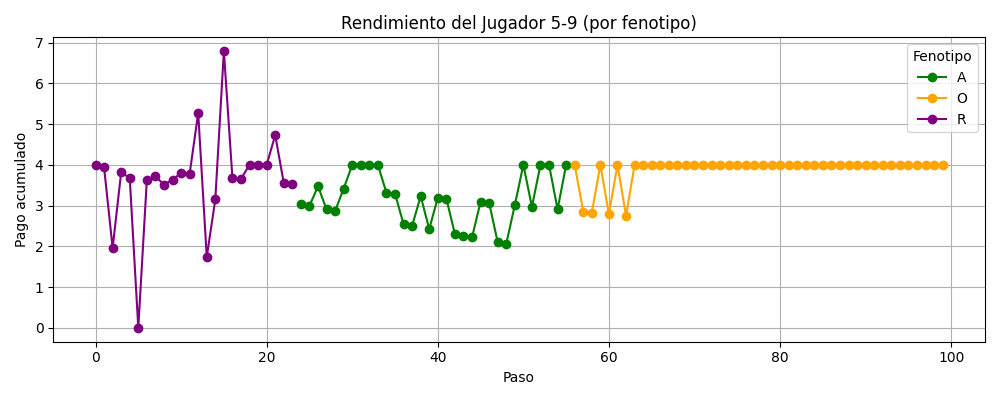 Rendimiento del Jugador 5-9 (por fenotipo)
Pago acumulado
7
6
5
4
3
2
1
0
Fenotipo
A
O
R
0 20 40 60 80 100
Paso